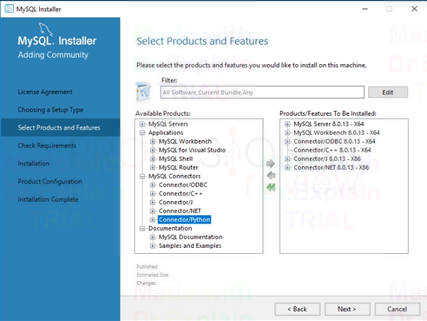 MySQL Installer
MySQL. Installer
Adding Community
License Agreement
Choosing a Setup Type
Select Products and Features
Check Requirements
Installation
Product Configuration
Installation Complete
Select Products and Features
Please select the products and features you would like to install on this machine.
Filter:
All Software,Current Bundle,Any
Edit
Available Products:
MySQL Servers
Applications
MySQL Workbench
MySQL for Visual Studio
MySQL Shell
MySQL Router
MySQL Connectors
Connector/ODBC
Connector/C++
Connector/J
Connector/NET
Connector/Python
Documentation
MySQL Documentation
Samples and Examples
Products/Features To Be Installed:
MySQL Server 8.0.13 - X64
MySQL Workbench 8.0.13 - X64
Connector/ODBC 8.0.13 - X64
Connector/C++ 8.0.13 - X64
Connector/J 8.0.13 - X86
Connector/NET 8.0.13 - X86
Published:
Estimated Size:
Changes:
< Back
Next >
Cancel
TRIAL
Made with